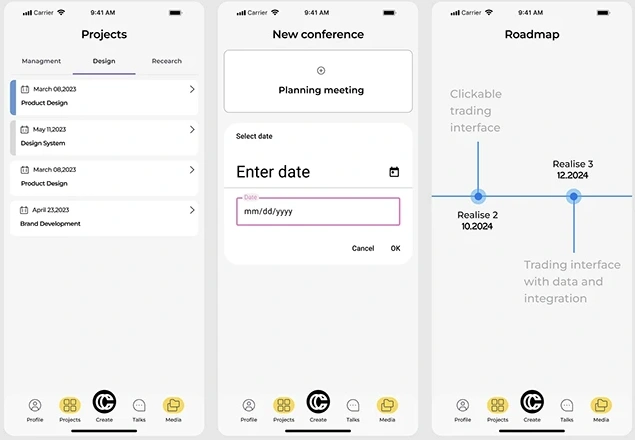 Carrier 9:41 AM
Projects
Managment Design Recearch
March 08,2023
Product Design
May 11,2023
Design System
March 08,2023
Product Design
April 23,2023
Brand Development
Profile Projects Create Talks Media
Carrier 9:41 AM
New conference
Planning meeting
Select date
Enter date
Date
mm/dd/yyyy
Cancel OK
Profile Projects Create Talks Media
Carrier 9:41 AM
Roadmap
Clickable
trading
interface
Realise 3
12.2024
Realise 2
10.2024
Trading interface
with data and
integration
Profile Projects Create Talks Media